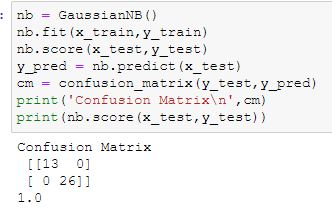 : nb = GaussianNB()
nb.fit(x_train,y_train)
nb.score(x_test,y_test)
y_pred = nb.predict(x_test)
cm = confusion_matrix(y_test,y_pred)
print('Confusion Matrix\n',cm)
print(nb.score(x_test,y_test))
Confusion Matrix
[[13  0]
[ 0 26]]
1.0